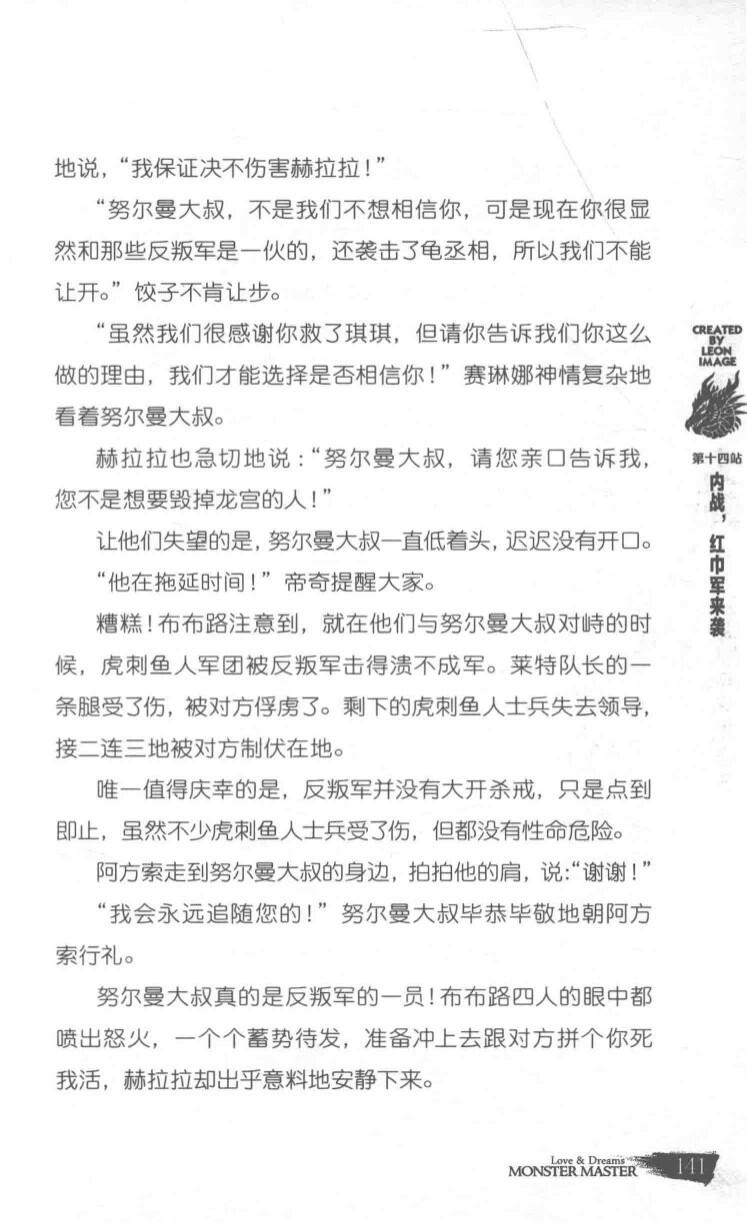 地说，“我保证决不伤害赫拉拉！”
“努尔曼大叔，不是我们不想相信你，可是现在你很显
然和那些反叛军是一伙的，还袭击了龟丞相，所以我们不能
让开。”饺子不肯让步。
“虽然我们很感谢你救了琪琪，但请你告诉我们你这么
做的理由，我们才能选择是否相信你！”赛琳娜神情复杂地
看着努尔曼大叔。
赫拉拉也急切地说：“努尔曼大叔，请您亲口告诉我，
您不是想要毁掉龙宫的人！”
让他们失望的是，努尔曼大叔一直低着头，迟迟没有开口。
“他在拖延时间！”帝奇提醒大家。
糟糕！布布路注意到，就在他们与努尔曼大叔对峙的时
候，虎刺鱼人军团被反叛军击得溃不成军。莱特队长的一
条腿受了伤，被对方俘虏了。剩下的虎刺鱼人士兵失去领导，
接二连三地被对方制伏在地。
唯一值得庆幸的是，反叛军并没有大开杀戒，只是点到
即止，虽然不少虎刺鱼人士兵受了伤，但都没有性命危险。
阿方索走到努尔曼大叔的身边，拍拍他的肩，说：“谢谢！”
“我会永远追随您的！”努尔曼大叔毕恭毕敬地朝阿方
索行礼。
努尔曼大叔真的是反叛军的一员！布布路四人的眼中都
喷出怒火，一个个蓄势待发，准备冲上去跟对方拼个你死
我活，赫拉拉却出乎意料地安静下来。
CREATED
BY
LEON
IMAGE
第十四站
内战，红巾军来袭
Love & Dreams
MONSTER MASTER
141